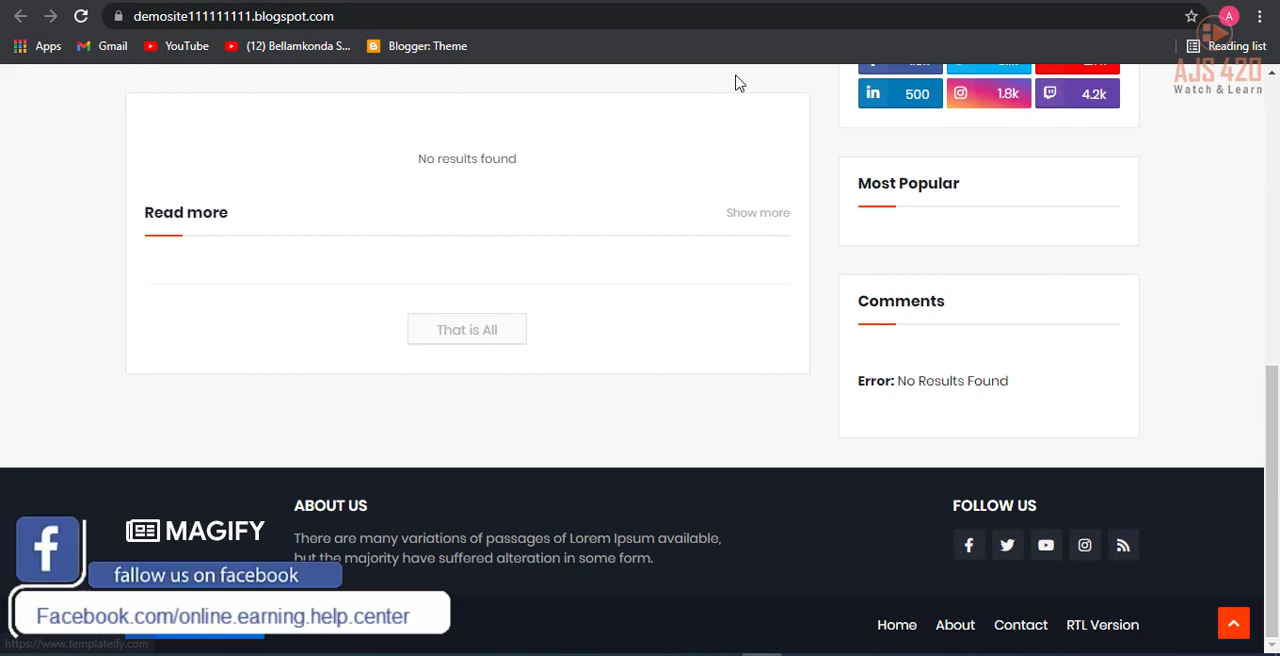 demosite111111111.blogspot.com
A
Apps
Gmail
YouTube
(12) Bellamkonda S...
Blogger: Theme
Reading list
AJS 420
Watch & Learn
500
1.8k
4.2k
No results found
Read more
Show more
That is All
Most Popular
Comments
Error: No Results Found
MAGIFY
ABOUT US
There are many variations of passages of Lorem Ipsum available,
but the majority have suffered alteration in some form.
FOLLOW US
fallow us on facebook
Facebook.com/online.earning.help.center
https://www.templateify.com
Home
About
Contact
RTL Version